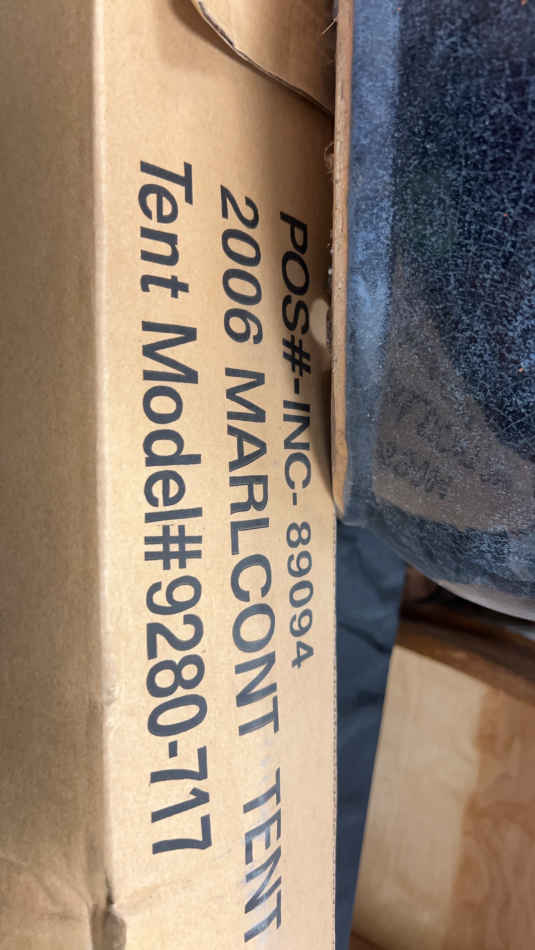 POS#-INC- 89094
2006 MARLCONT TENT
Tent Model#9280-717